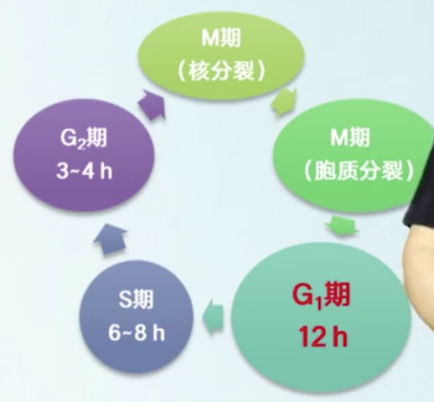 M期
（核分裂）
M期
（胞质分裂）
G₁期
12 h
S期
6~8 h
G₂期
3~4 h